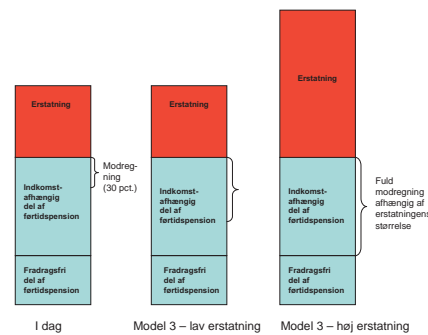 Erstatning
Indkomst-
afhængig
del af
førtidspension
Fradragsfri
del af
førtidspension
Modreg-
ning
(30 pct.)
I dag
Erstatning
Indkomst-
afhængig
del af
førtidspension
Fradragsfri
del af
førtidspension
Model 3 – lav erstatning
Erstatning
Indkomst-
afhængig
del af
førtidspension
Fradragsfri
del af
førtidspension
Fuld
modregning
afhængig af
erstatningens
størrelse
Model 3 – høj erstatning